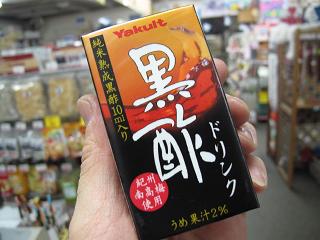 Yakult
純米熟成黒酢10ml入り
黒酢
ドリンク
紀州
南高梅
使用
うめ果汁2%